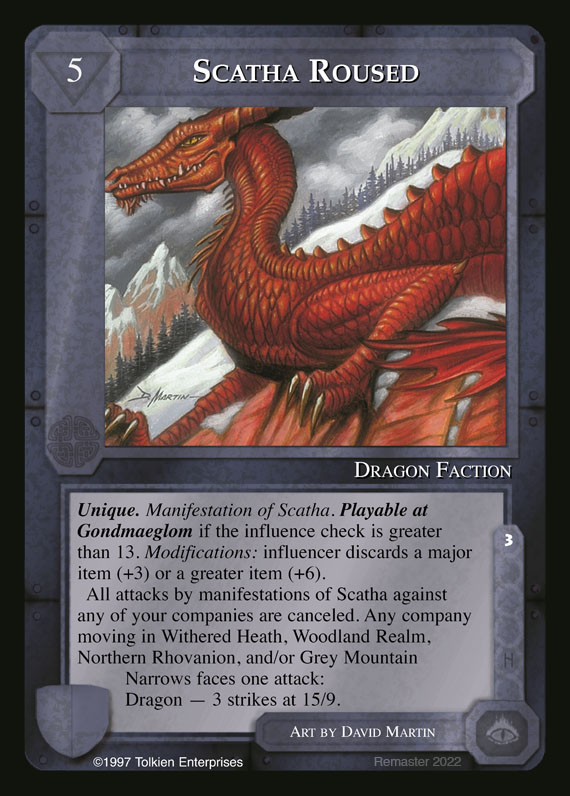 5
Scatha Roused
D. Martin
Dragon Faction
Unique. Manifestation of Scatha. Playable at
Gondmaeglom if the influence check is greater
than 13. Modifications: influencer discards a major
item (+3) or a greater item (+6).
All attacks by manifestations of Scatha against
any of your companies are canceled. Any company
moving in Withered Heath, Woodland Realm,
Northern Rhovanion, and/or Grey Mountain
Narrows faces one attack:
Dragon — 3 strikes at 15/9.
3
H
Art by David Martin
©1997 Tolkien Enterprises
Remaster 2022